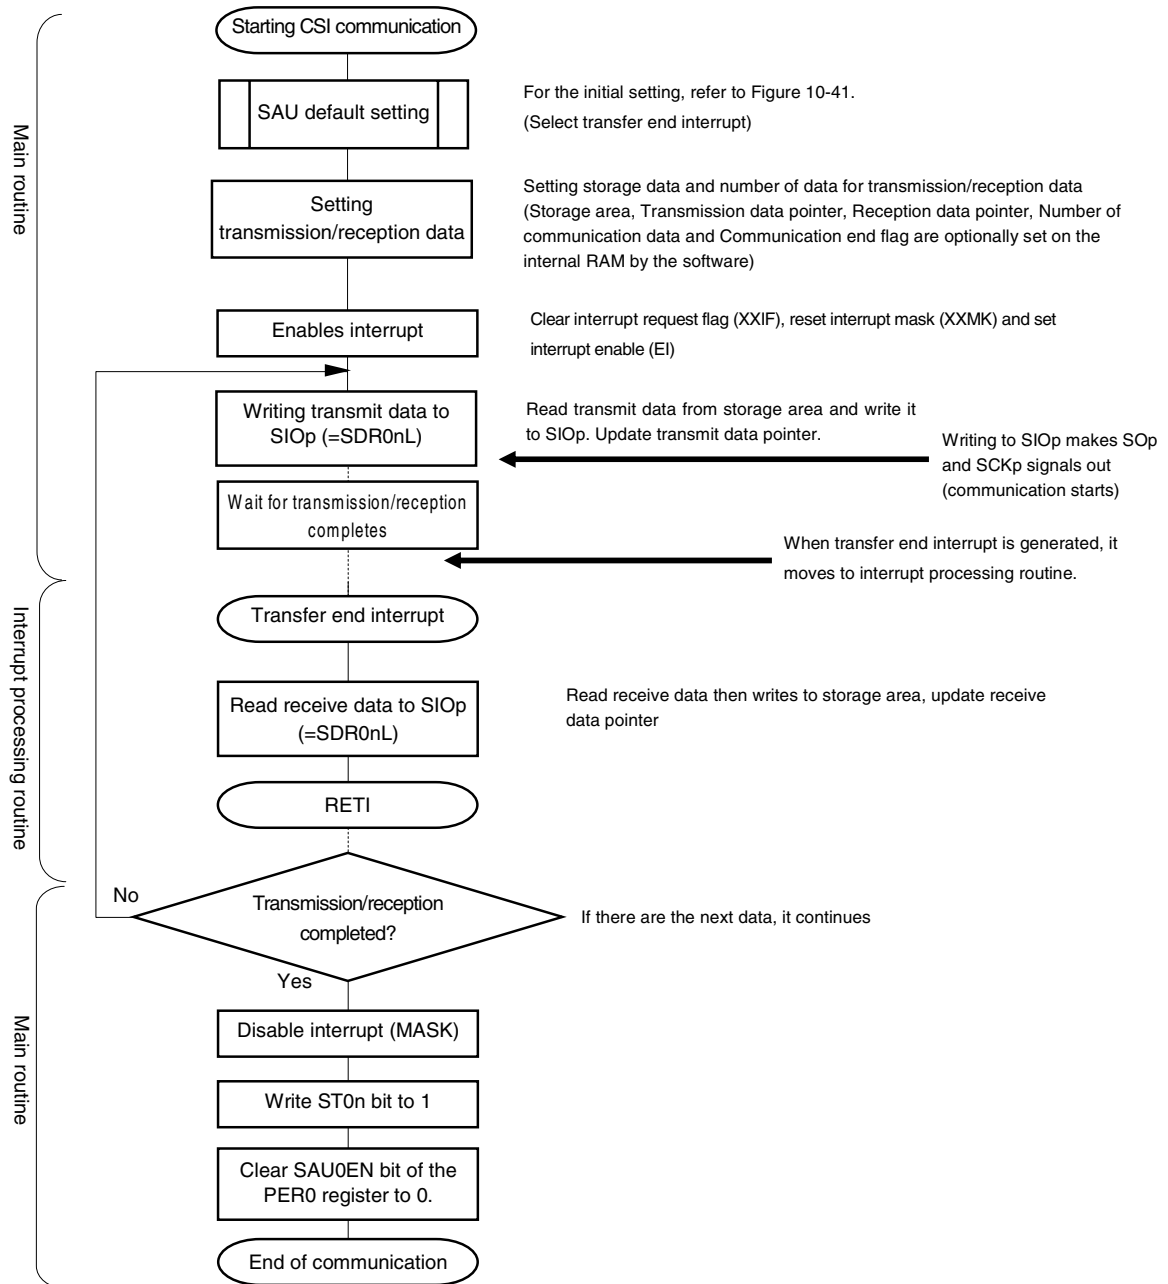 Starting CSI communication
SAU default setting
For the initial setting, refer to Figure 10-41.
(Select transfer end interrupt)
Main routine
Setting
transmission/reception data
Setting storage data and number of data for transmission/reception data
(Storage area, Transmission data pointer, Reception data pointer, Number of
communication data and Communication end flag are optionally set on the
internal RAM by the software)
Enables interrupt
Clear interrupt request flag (XXIF), reset interrupt mask (XXMK) and set
interrupt enable (EI)
Writing transmit data to
SIOp (=SDR0nL)
Read transmit data from storage area and write it
to SIOp. Update transmit data pointer.
Writing to SIOp makes SOp
and SCKp signals out
(communication starts)
Wait for transmission/reception
completes
When transfer end interrupt is generated, it
moves to interrupt processing routine.
Interrupt processing routine
Transfer end interrupt
Read receive data to SIOp
(=SDR0nL)
Read receive data then writes to storage area, update receive
data pointer
RETI
No
Transmission/reception
completed?
If there are the next data, it continues
Yes
Main routine
Disable interrupt (MASK)
Write ST0n bit to 1
Clear SAU0EN bit of the
PER0 register to 0.
End of communication